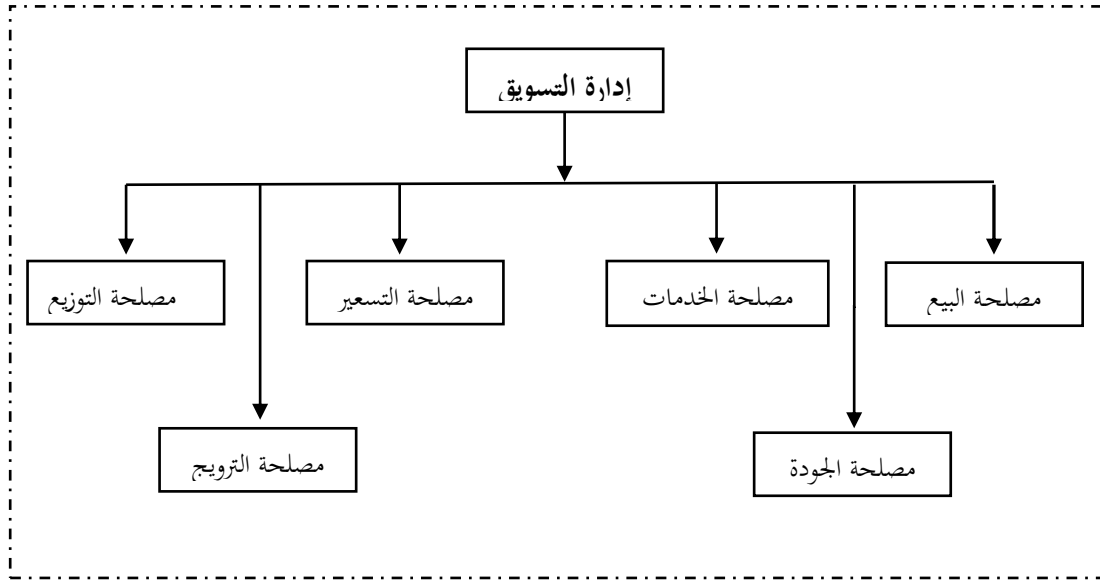 إدارة التسويق
مصلحة البيع
مصلحة الخدمات
مصلحة التسعير
مصلحة التوزيع
مصلحة الجودة
مصلحة الترويج